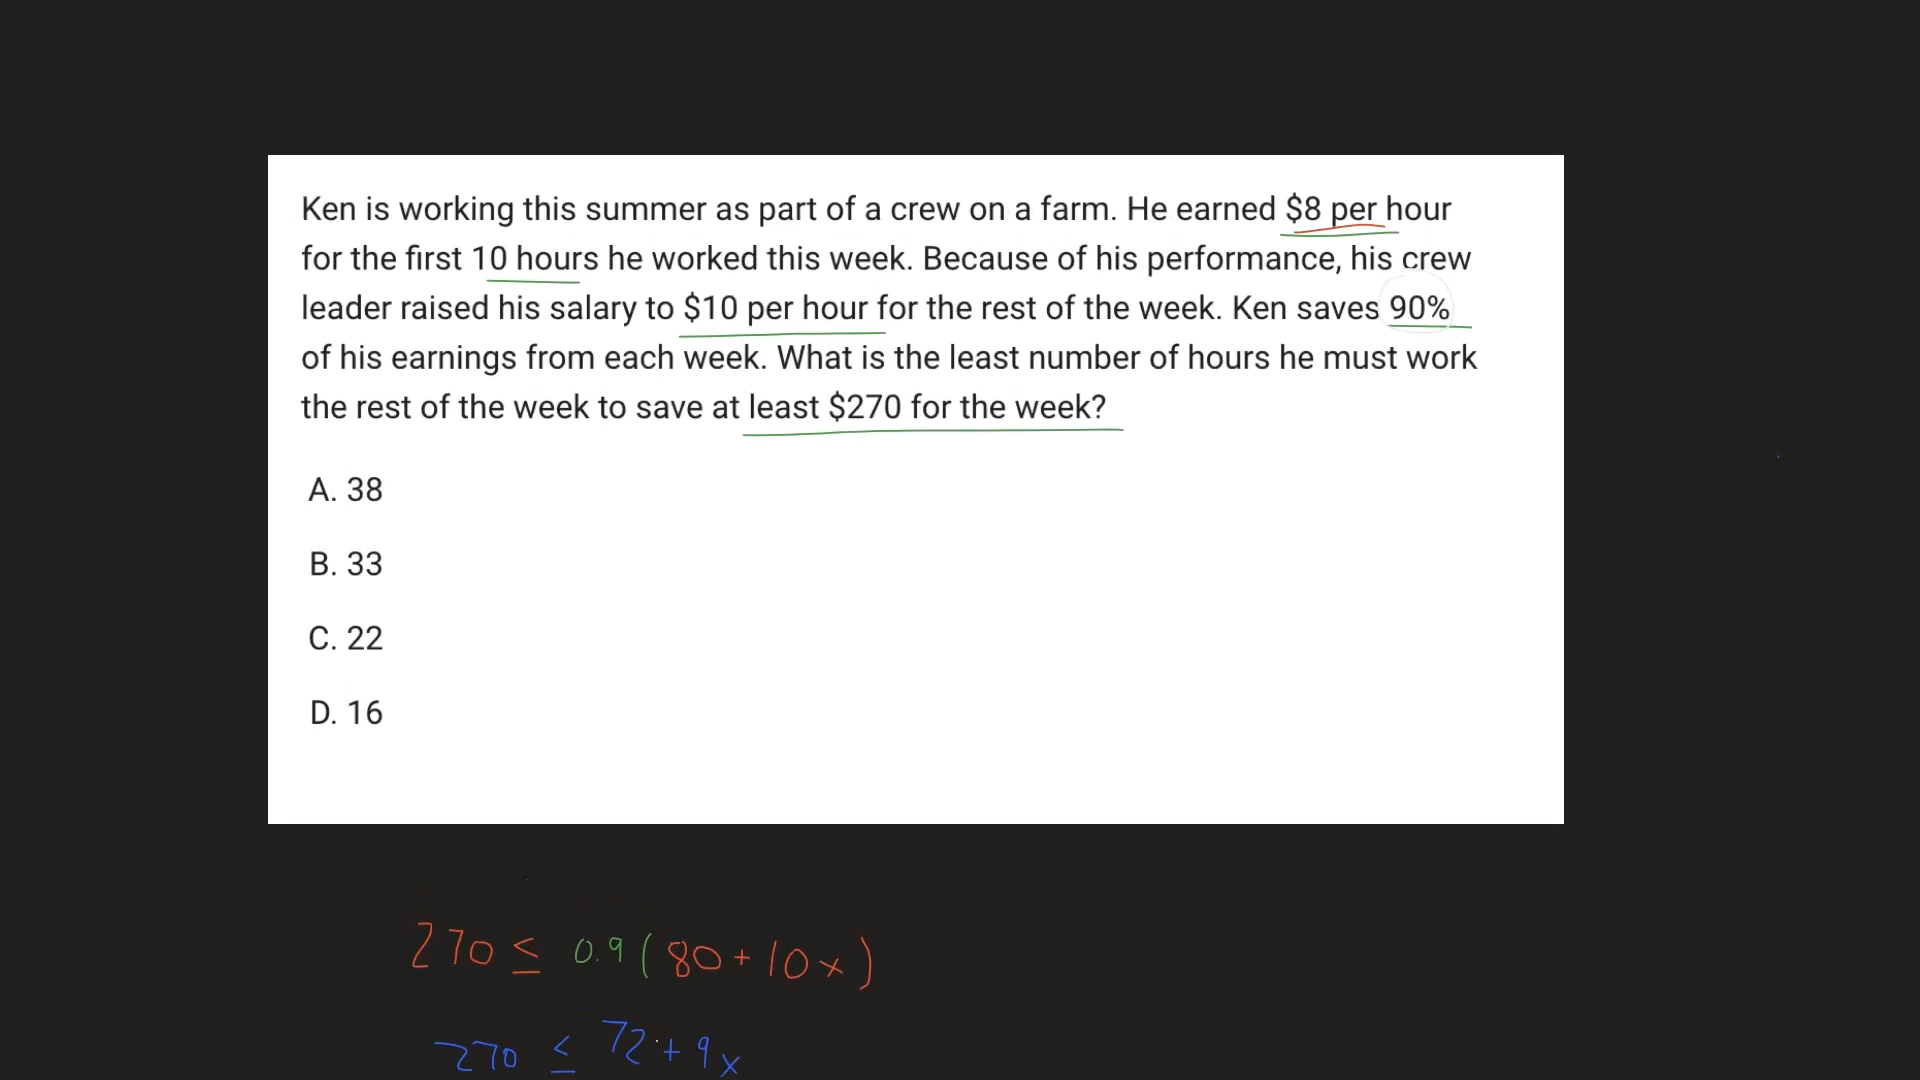 Ken is working this summer as part of a crew on a farm. He earned $8 per hour
for the first 10 hours he worked this week. Because of his performance, his crew
leader raised his salary to $10 per hour for the rest of the week. Ken saves 90%
of his earnings from each week. What is the least number of hours he must work
the rest of the week to save at least $270 for the week?
A. 38
B. 33
C. 22
D. 16
270 ≤ 0.9(80+10x)
270 ≤ 72+9x